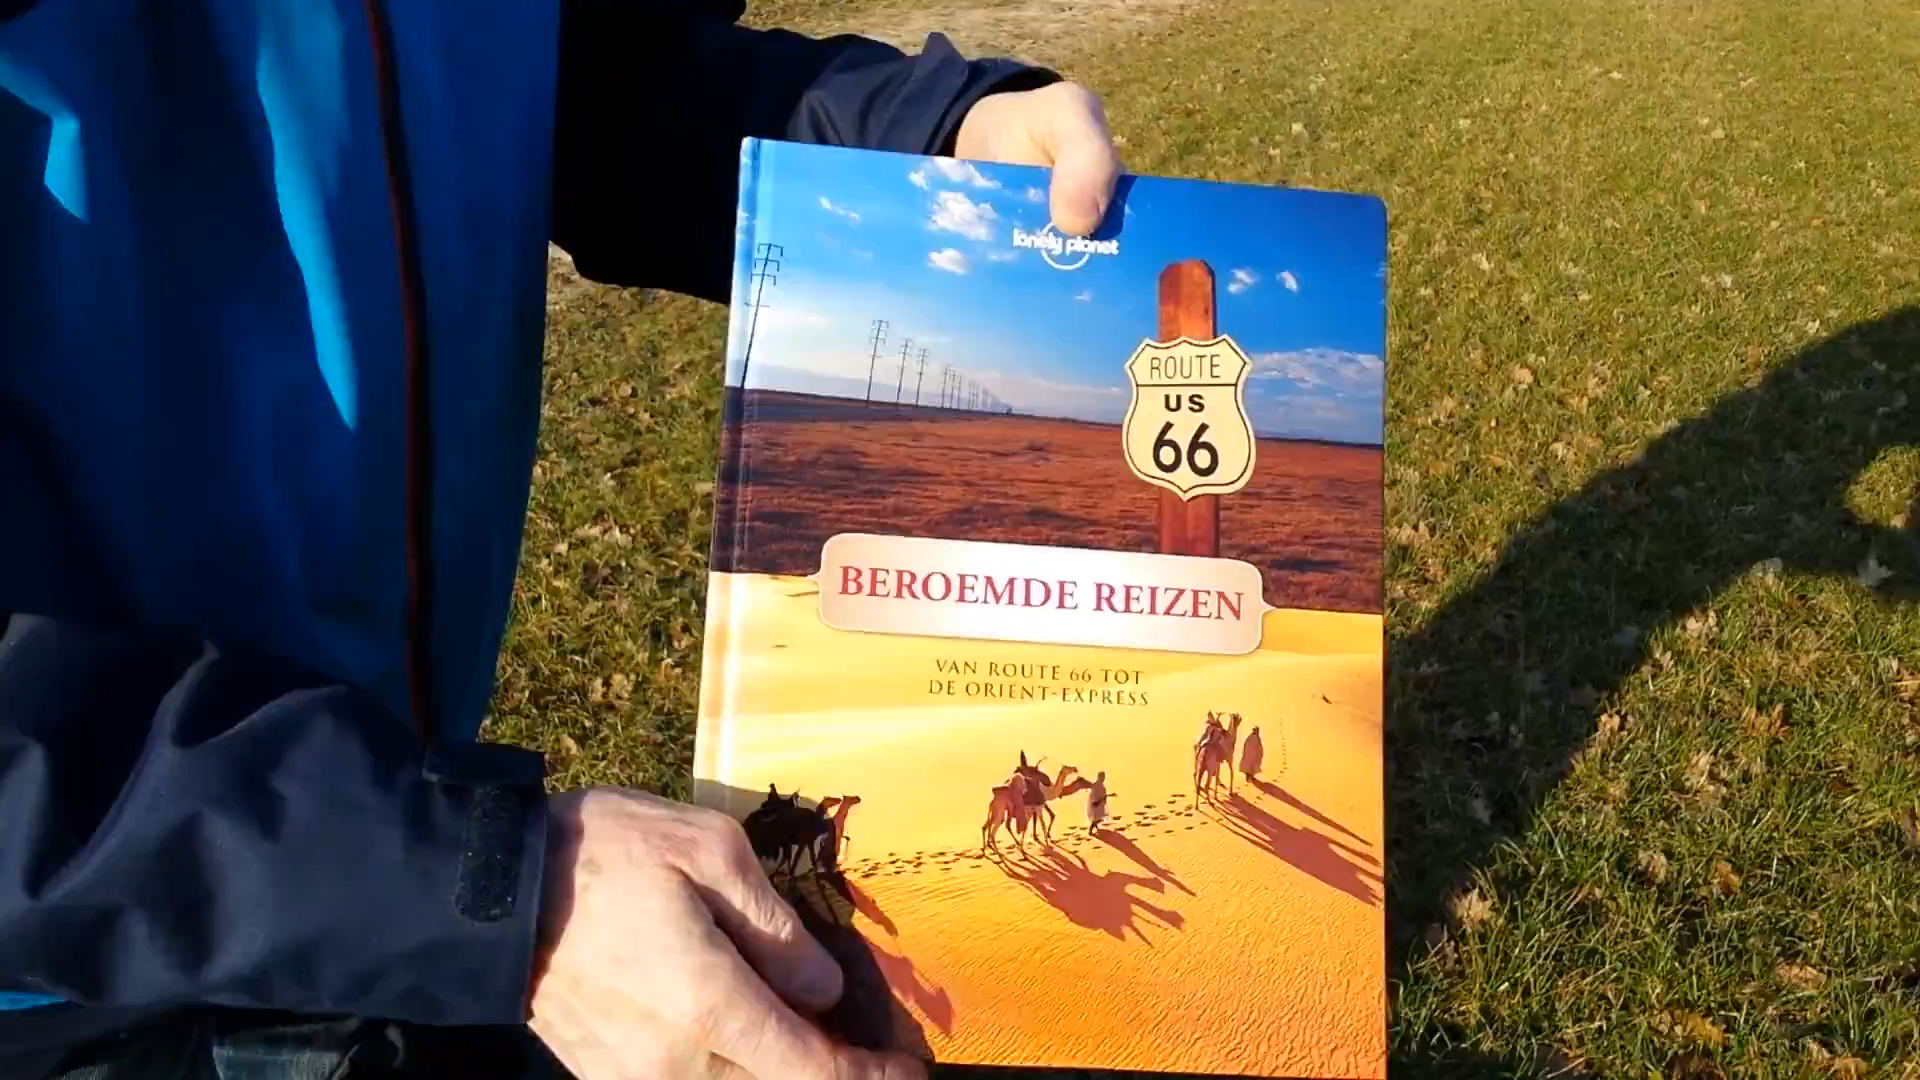 lonely planet
ROUTE
US
66
BEROEMDE REIZEN
VAN ROUTE 66 TOT
DE ORIENT-EXPRESS